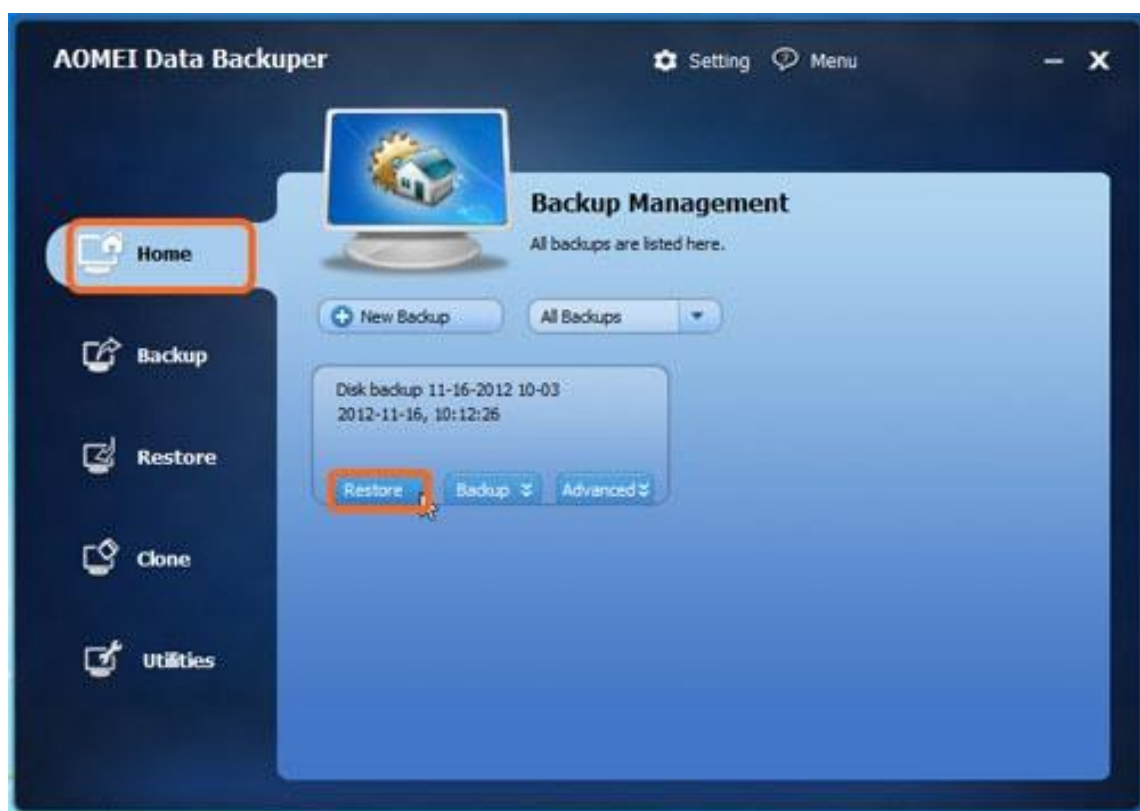 AOMEI Data Backuper
Setting
Menu
Backup Management
All backups are listed here.
Home
New Backup
All Backups
Backup
Disk backup 11-16-2012 10-03
2012-11-16, 10:12:26
Restore
Restore
Backup
Advanced
Clone
Utilities